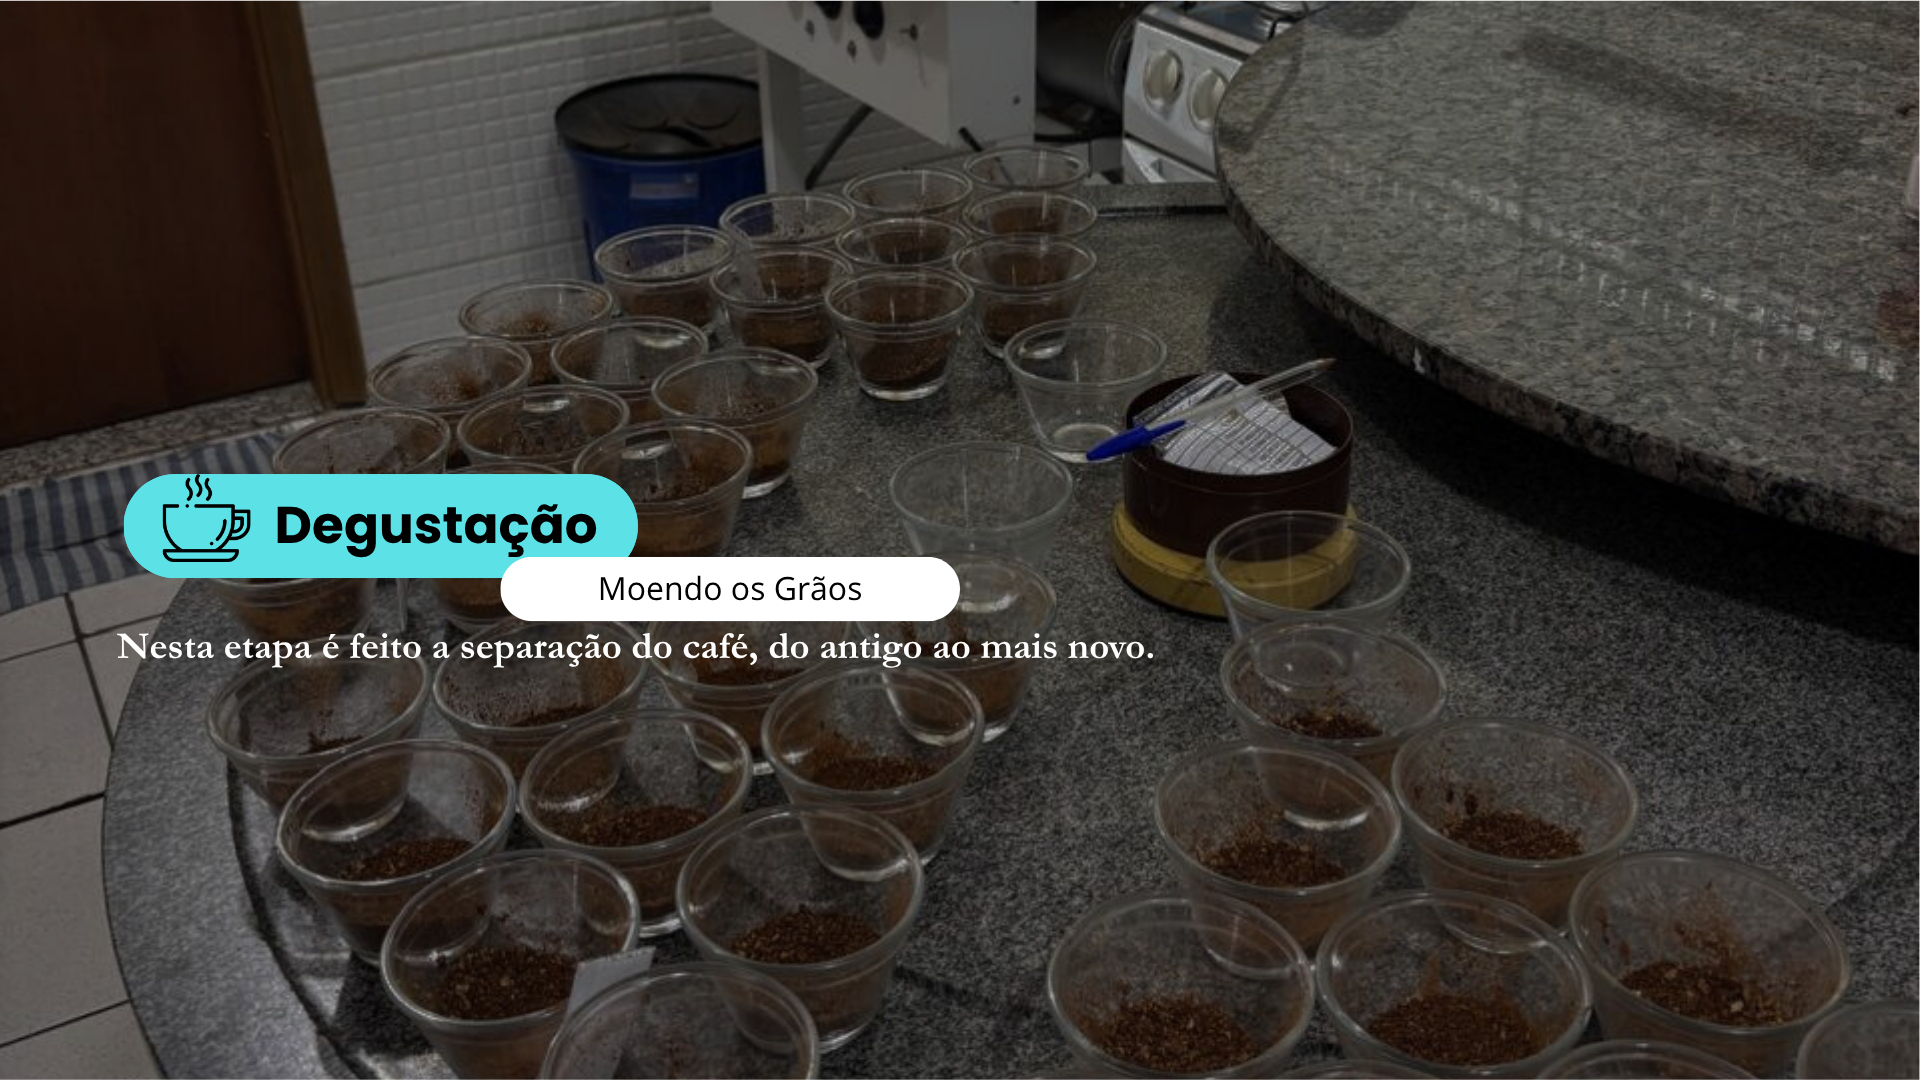 Degustação
Moendo os Grãos
Nesta etapa é feito a separação do café, do antigo ao mais novo.